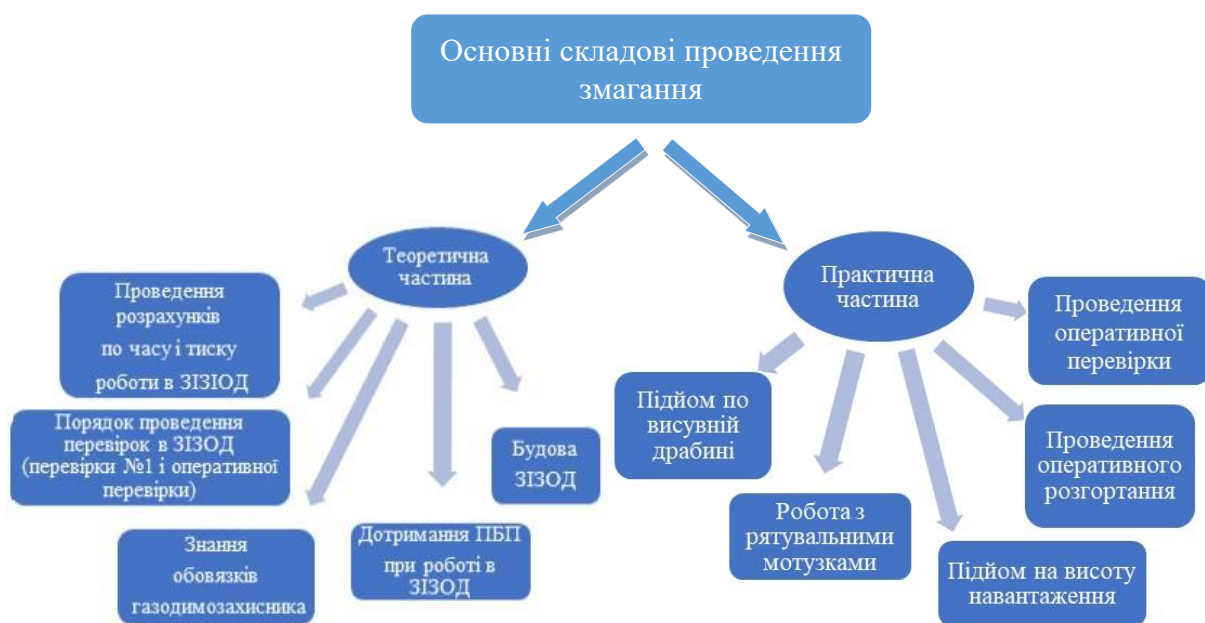 Основні складові проведення
змагання
Теоретична
частина
Практична
частина
Проведення
розрахунків
по часу і тиску
роботи в ЗІЗІОД
Порядок проведення
перевірок в ЗІЗОД
(перевірки №1 і оперативної
перевірки)
Знання
обовязків
газодимозахисника
Дотримання ПБП
при роботі в
ЗІЗОД
Будова
ЗІЗОД
Підйом по
висувній
драбині
Робота з
рятувальними
мотузками
Підйом на висоту
навантаження
Проведення
оперативного
розгортання
Проведення
оперативної
перевірки